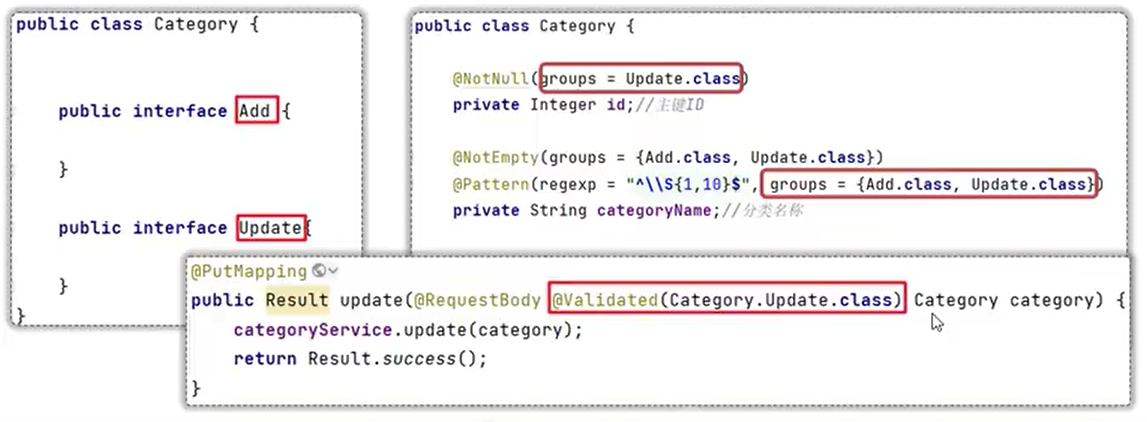 public class Category {
public interface Add {
}
public interface Update{
}
}
public class Category {
@NotNull(groups = Update.class)
private Integer id;//主键ID
@NotEmpty(groups = {Add.class, Update.class})
@Pattern(regexp = "^\\S{1,10}$", groups = {Add.class, Update.class})
private String categoryName;//分类名称
@PutMapping
public Result update(@RequestBody @Validated(Category.Update.class) Category category) {
categoryService.update(category);
return Result.success();
}